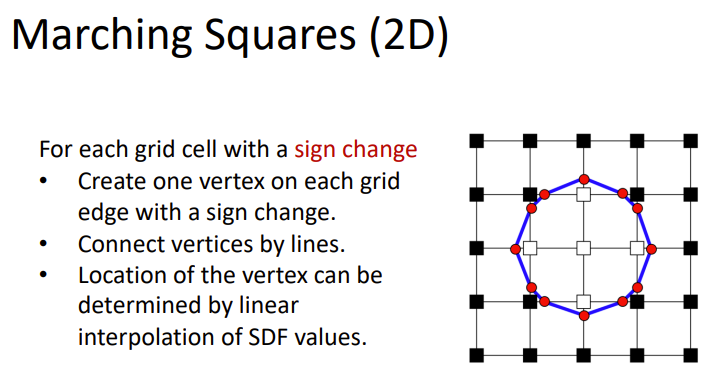 Marching Squares (2D)
For each grid cell with a sign change
• Create one vertex on each grid
edge with a sign change.
• Connect vertices by lines.
• Location of the vertex can be
determined by linear
interpolation of SDF values.